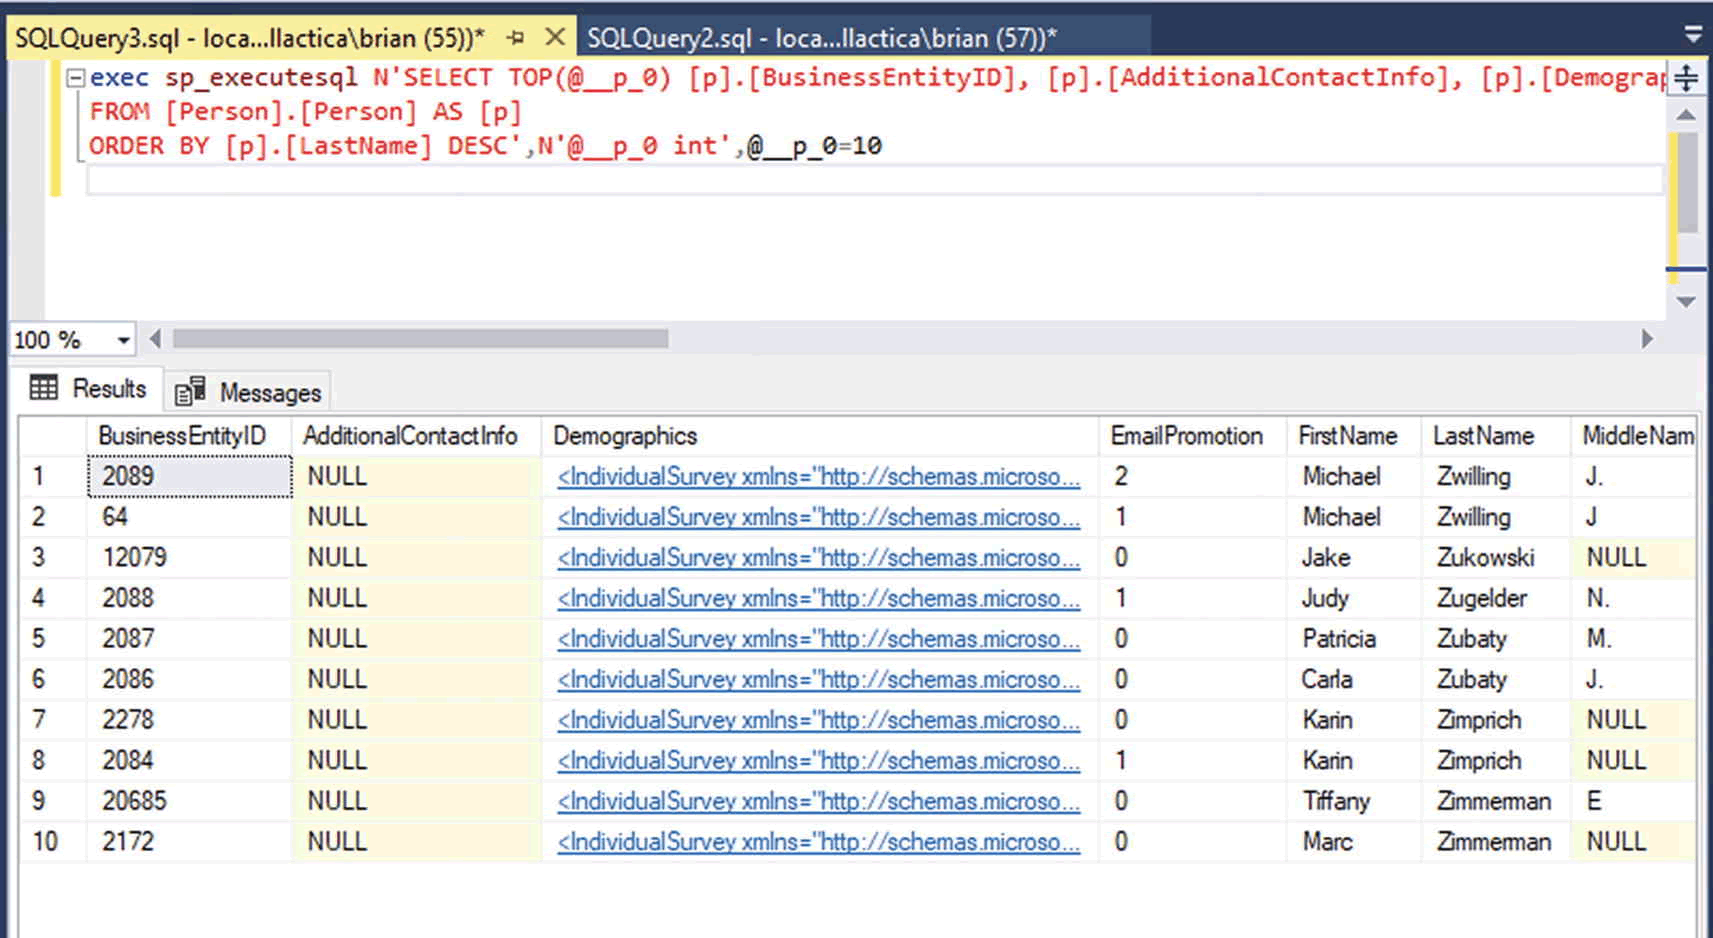 SQLQuery3.sql - loca...llactica\brian (55))* SQLQuery2.sql - loca...llactica\brian (57))*
exec sp_executesql N'SELECT TOP(@__p_0) [p].[BusinessEntityID], [p].[AdditionalContactInfo], [p].[Demograp
FROM [Person].[Person] AS [p]
ORDER BY [p].[LastName] DESC',N'@__p_0 int',@__p_0=10
100 %
Results Messages
BusinessEntityID AdditionalContactInfo Demographics EmailPromotion FirstName LastName MiddleNam
1 2089 NULL <IndividualSurvey xmlns="http://schemas.microso... 2 Michael Zwilling J.
2 64 NULL <IndividualSurvey xmlns="http://schemas.microso... 1 Michael Zwilling J
3 12079 NULL <IndividualSurvey xmlns="http://schemas.microso... 0 Jake Zukowski NULL
4 2088 NULL <IndividualSurvey xmlns="http://schemas.microso... 1 Judy Zugelder N.
5 2087 NULL <IndividualSurvey xmlns="http://schemas.microso... 0 Patricia Zubaty M.
6 2086 NULL <IndividualSurvey xmlns="http://schemas.microso... 0 Carla Zubaty J.
7 2278 NULL <IndividualSurvey xmlns="http://schemas.microso... 0 Karin Zimprich NULL
8 2084 NULL <IndividualSurvey xmlns="http://schemas.microso... 1 Karin Zimprich NULL
9 20685 NULL <IndividualSurvey xmlns="http://schemas.microso... 0 Tiffany Zimmerman E
10 2172 NULL <IndividualSurvey xmlns="http://schemas.microso... 0 Marc Zimmerman NULL